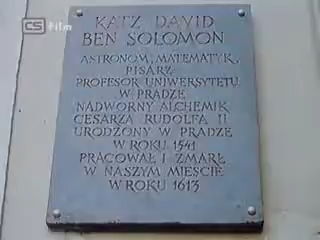 CS film
KATZ DAVID
BEN SOLOMON
ASTRONOM, MATEMATYK,
PISARZ
PROFESOR UNIWERSYTETU
W PRADZE
NADWORNY ALCHEMIK
CESARZA RUDOLFA II
URODZONY W PRADZE
W ROKU 1541
PRACOWAŁ I ZMARŁ
W NASZYM MIEŚCIE
W ROKU 1613